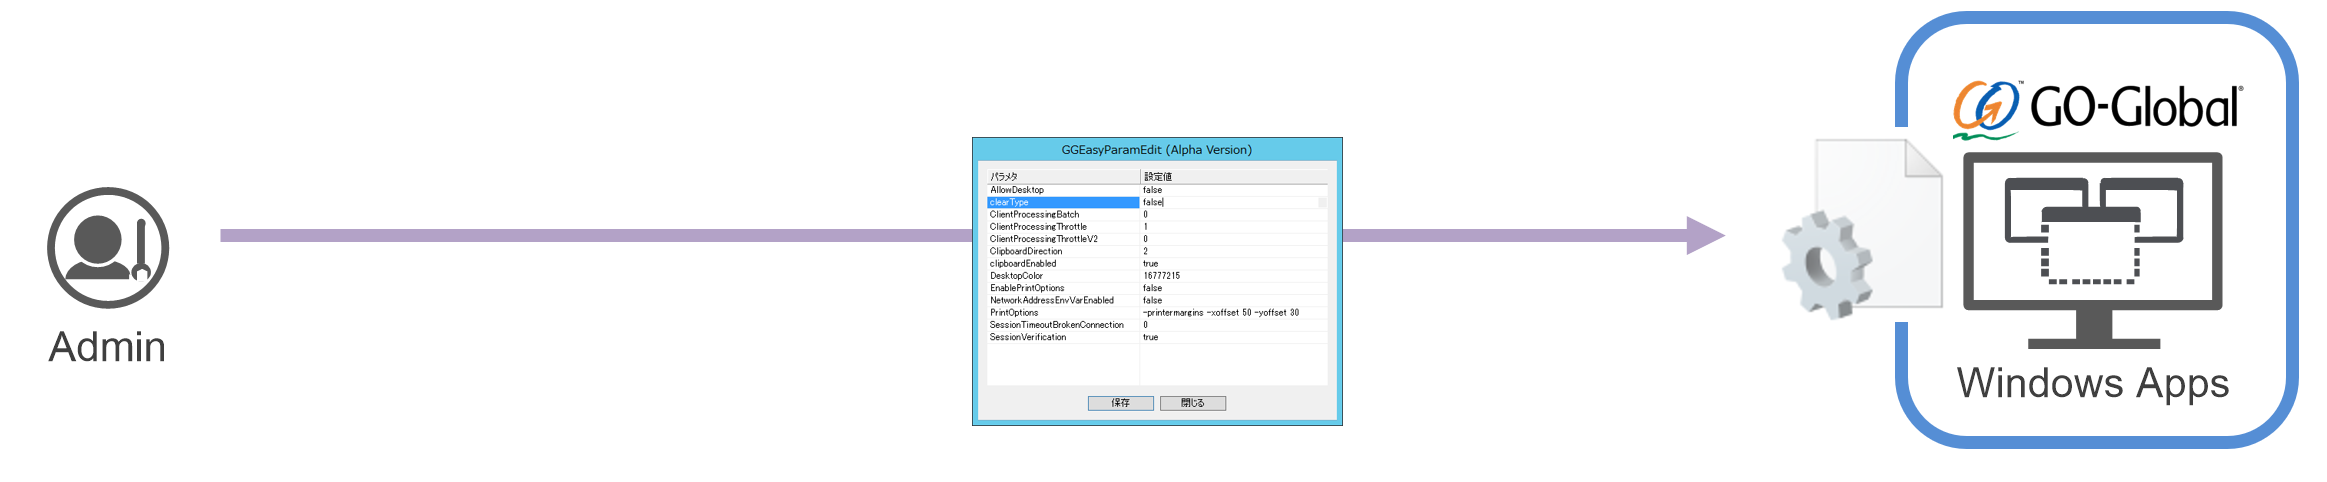 Admin
GGEasyParamEdit (Alpha Version)
パラメタ 設定値
AllowDesktop false
clearType false
ClientProcessingBatch 0
ClientProcessingThrottle 1
ClientProcessingThrottleV2 0
ClipboardDirection 2
clipboardEnabled true
DesktopColor 16777215
EnablePrintOptions false
NetworkAddressEnvVarEnabled false
PrintOptions -printermargins -xoffset 50 -yoffset 30
SessionTimeoutBrokenConnection 0
SessionVerification true
保存 閉じる
GO-Global®
Windows Apps